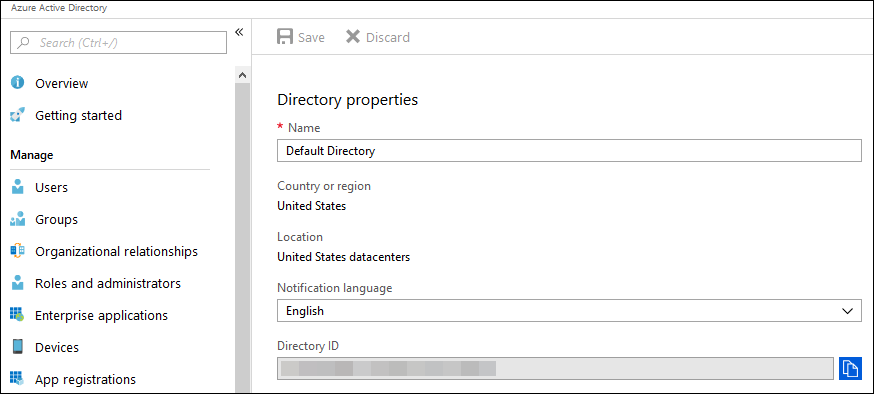 Azure Active Directory
Search (Ctrl+/)
«
Overview
Getting started
Manage
Users
Groups
Organizational relationships
Roles and administrators
Enterprise applications
Devices
App registrations
Save
Discard
Directory properties
* Name
Default Directory
Country or region
United States
Location
United States datacenters
Notification language
English
Directory ID